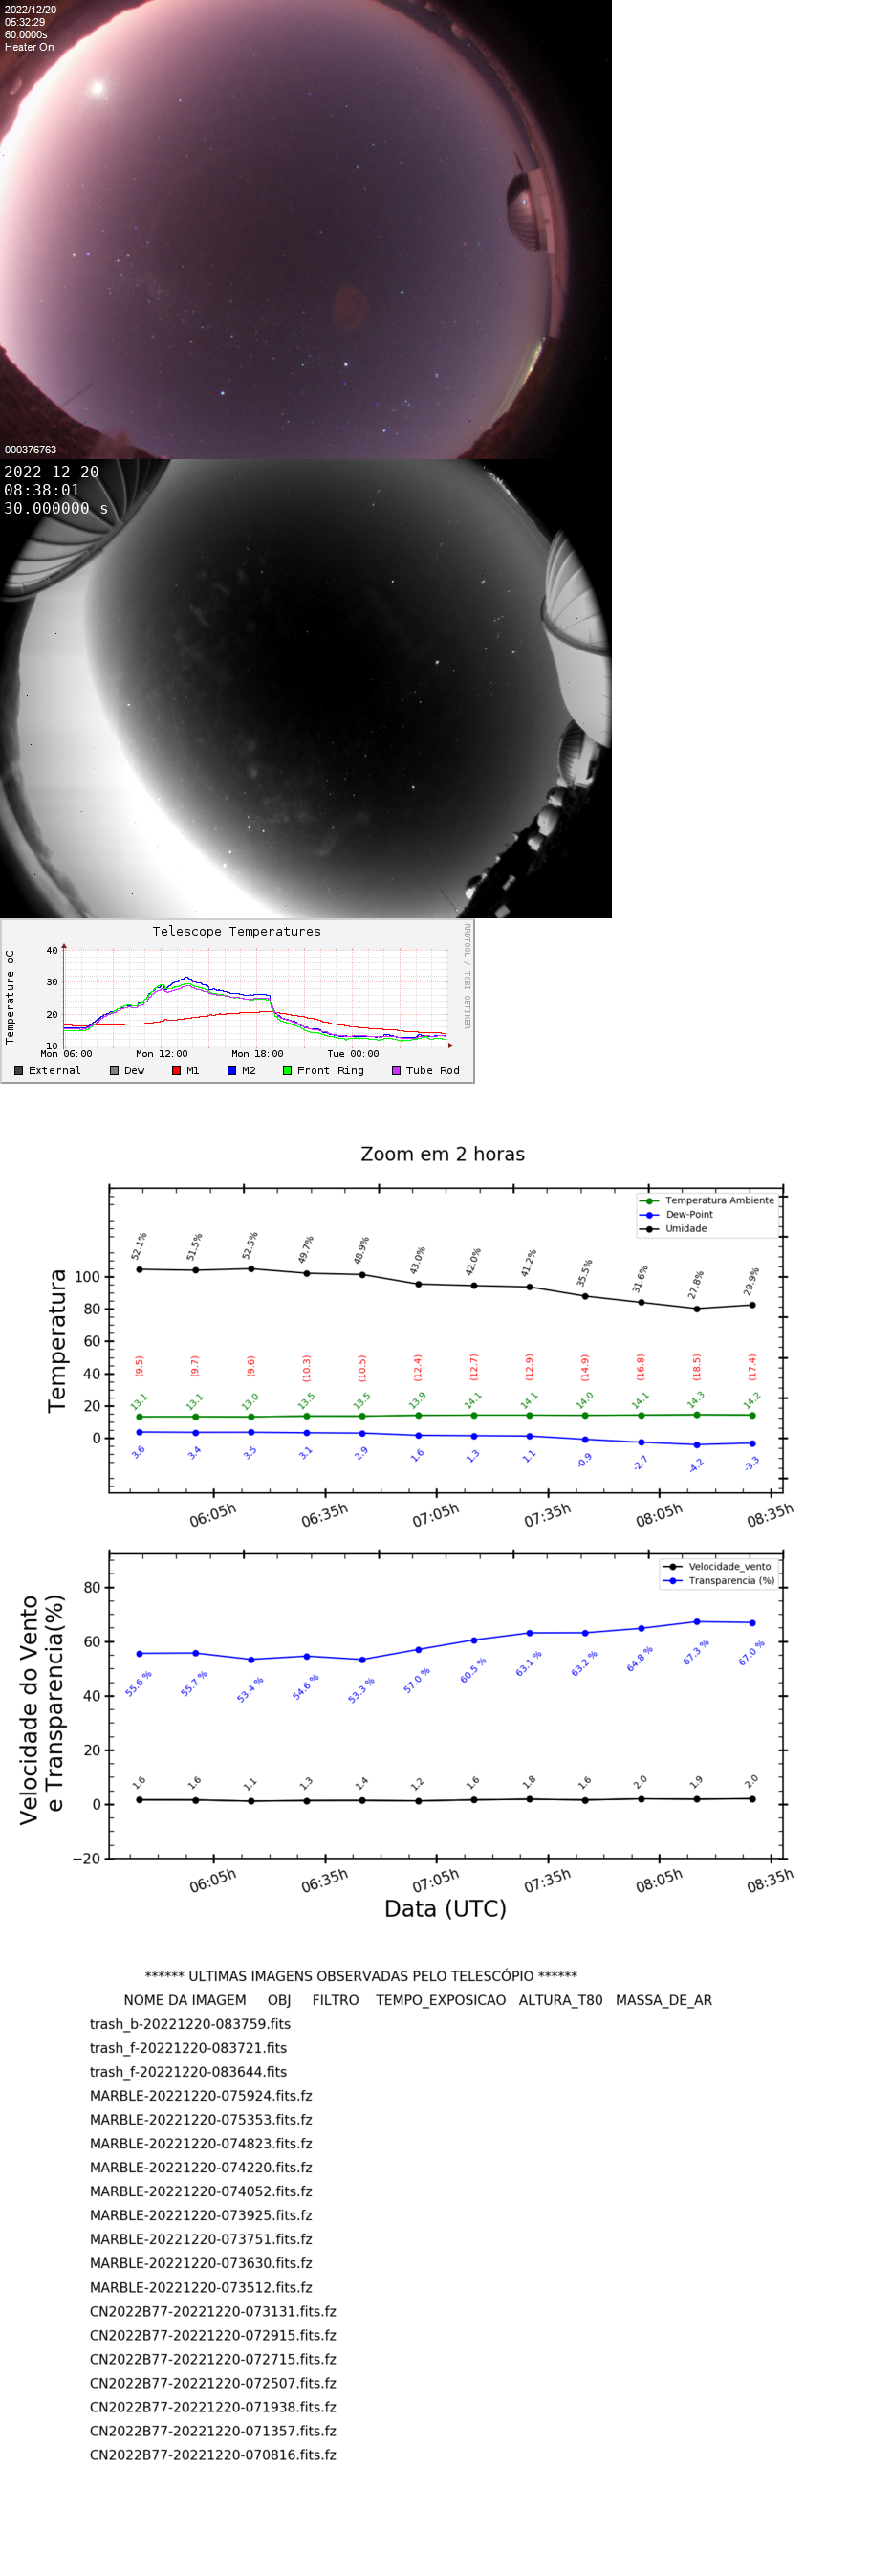 2022/12/20
05:32:29
60.0000s
Heater On
000376763
2022-12-20
08:38:01
30.000000 s
Telescope Temperatures
RRDTOOL / TOBI OETIKER
Temperature oC
40
30
20
10
Mon 06:00 Mon 12:00 Mon 18:00 Tue 00:00
External Dew M1 M2 Front Ring Tube Rod
Zoom em 2 horas
Temperatura Ambiente
Dew-Point
Umidade
Temperatura
100
80
60
40
20
0
52.1% 51.5% 52.5% 49.7% 48.9% 43.0% 42.0% 41.2% 35.5% 31.6% 27.8% 29.9%
(9.5) (9.7) (9.6) (10.3) (10.5) (12.4) (12.7) (12.9) (14.9) (16.8) (18.5) (17.4)
13.1 13.1 13.0 13.5 13.5 13.9 14.1 14.1 14.0 14.1 14.3 14.2
3.6 3.4 3.5 3.1 2.9 1.6 1.3 1.1 -0.9 -2.7 -4.2 -3.3
06:05h 06:35h 07:05h 07:35h 08:05h 08:35h
Velocidade_vento
Transparencia (%)
Velocidade do Vento
e Transparencia(%)
80
60
40
20
0
−20
55.6 % 55.7 % 53.4 % 54.6 % 53.3 % 57.0 % 60.5 % 63.1 % 63.2 % 64.8 % 67.3 % 67.0 %
1.6 1.6 1.1 1.3 1.4 1.2 1.6 1.8 1.6 2.0 1.9 2.0
06:05h 06:35h 07:05h 07:35h 08:05h 08:35h
Data (UTC)
****** ULTIMAS IMAGENS OBSERVADAS PELO TELESCÓPIO ******
NOME DA IMAGEM OBJ FILTRO TEMPO_EXPOSICAO ALTURA_T80 MASSA_DE_AR
trash_b-20221220-083759.fits
trash_f-20221220-083721.fits
trash_f-20221220-083644.fits
MARBLE-20221220-075924.fits.fz
MARBLE-20221220-075353.fits.fz
MARBLE-20221220-074823.fits.fz
MARBLE-20221220-074220.fits.fz
MARBLE-20221220-074052.fits.fz
MARBLE-20221220-073925.fits.fz
MARBLE-20221220-073751.fits.fz
MARBLE-20221220-073630.fits.fz
MARBLE-20221220-073512.fits.fz
CN2022B77-20221220-073131.fits.fz
CN2022B77-20221220-072915.fits.fz
CN2022B77-20221220-072715.fits.fz
CN2022B77-20221220-072507.fits.fz
CN2022B77-20221220-071938.fits.fz
CN2022B77-20221220-071357.fits.fz
CN2022B77-20221220-070816.fits.fz